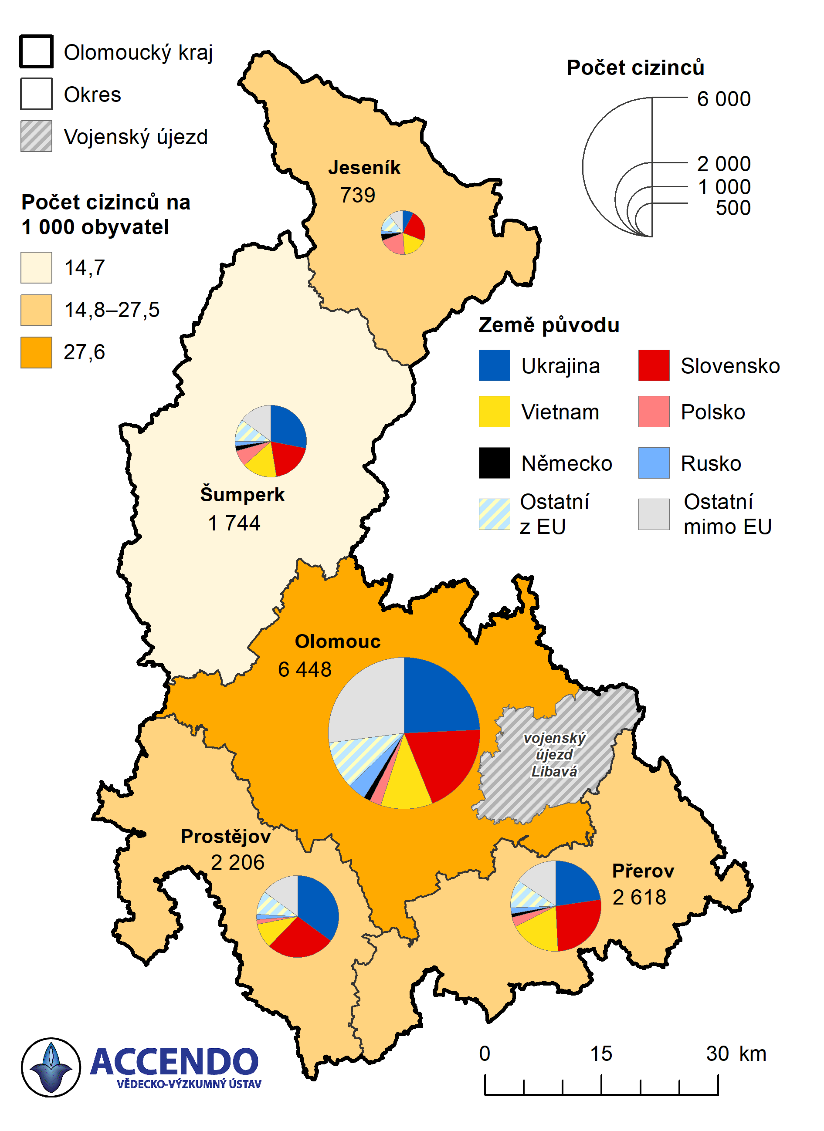 Olomoucký kraj
Okres
Vojenský újezd
Počet cizinců na
1 000 obyvatel
14,7
14,8–27,5
27,6
Počet cizinců
6 000
2 000
1 000
500
Země původu
Ukrajina
Slovensko
Vietnam
Polsko
Německo
Rusko
Ostatní
z EU
Ostatní
mimo EU
Jeseník
739
Šumperk
1 744
Olomouc
6 448
vojenský
újezd
Libavá
Prostějov
2 206
Přerov
2 618
ACCENDO
VĚDECKO-VÝZKUMNÝ ÚSTAV
0 15 30 km